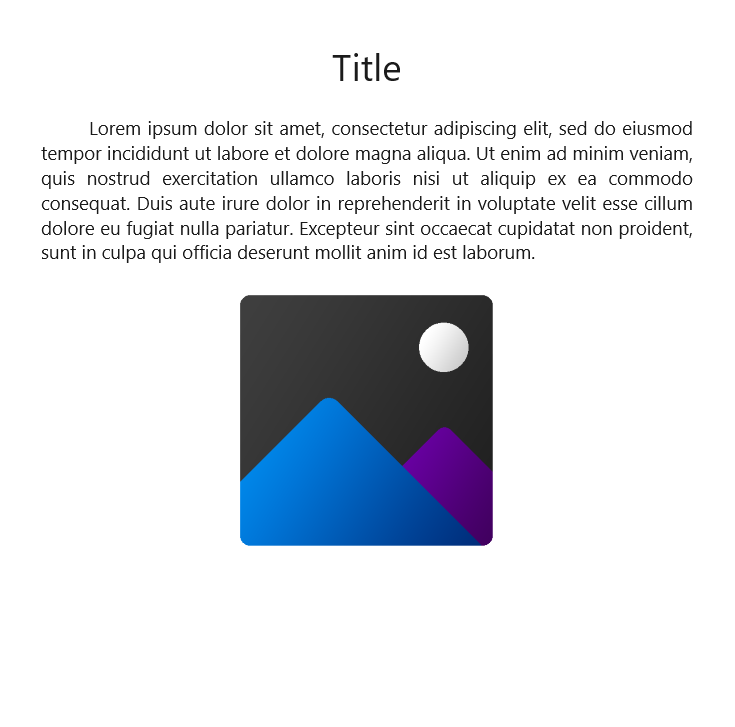 Title
Lorem ipsum dolor sit amet, consectetur adipiscing elit, sed do eiusmod
tempor incididunt ut labore et dolore magna aliqua. Ut enim ad minim veniam,
quis nostrud exercitation ullamco laboris nisi ut aliquip ex ea commodo
consequat. Duis aute irure dolor in reprehenderit in voluptate velit esse cillum
dolore eu fugiat nulla pariatur. Excepteur sint occaecat cupidatat non proident,
sunt in culpa qui officia deserunt mollit anim id est laborum.